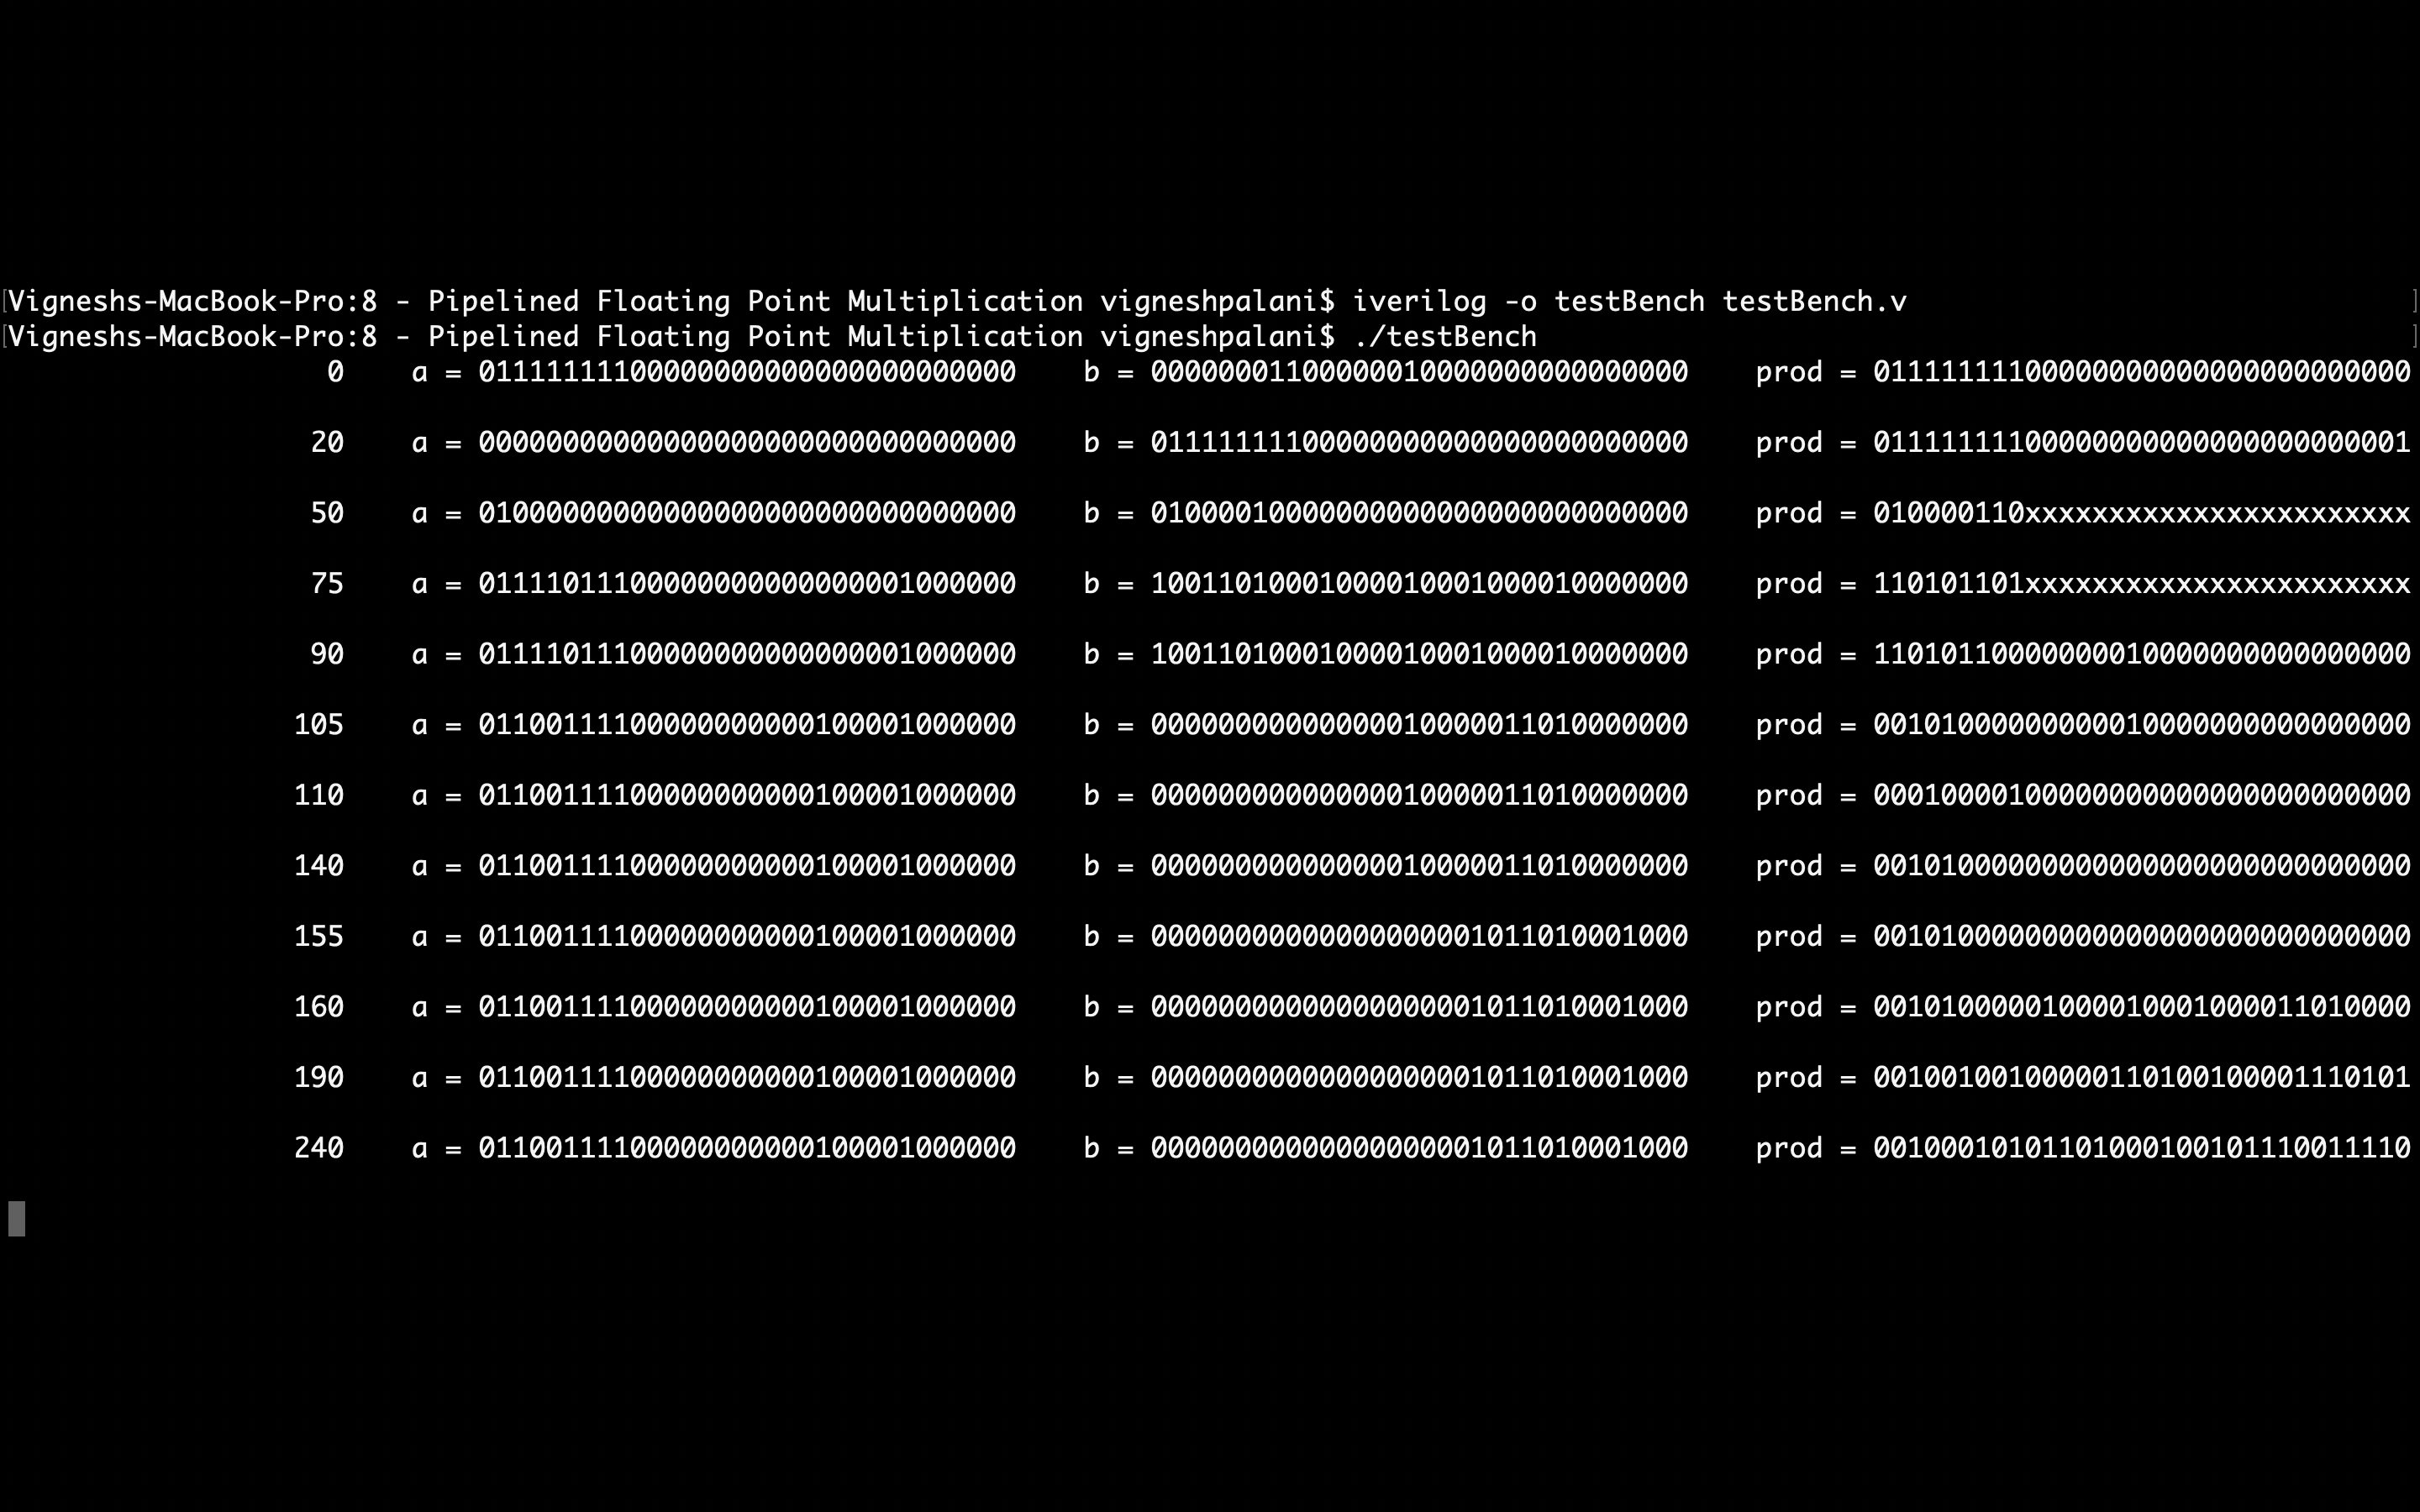 Vigneshs-MacBook-Pro:8 - Pipelined Floating Point Multiplication vigneshpalani$ iverilog -o testBench testBench.v
Vigneshs-MacBook-Pro:8 - Pipelined Floating Point Multiplication vigneshpalani$ ./testBench
0 a = 01111111100000000000000000000000 b = 00000001100000010000000000000000 prod = 01111111100000000000000000000000
20 a = 00000000000000000000000000000000 b = 01111111100000000000000000000000 prod = 01111111100000000000000000000001
50 a = 01000000000000000000000000000000 b = 01000010000000000000000000000000 prod = 010000110xxxxxxxxxxxxxxxxxxxxxxx
75 a = 01111011100000000000000001000000 b = 10011010001000010001000010000000 prod = 110101101xxxxxxxxxxxxxxxxxxxxxxx
90 a = 01111011100000000000000001000000 b = 10011010001000010001000010000000 prod = 11010110000000010000000000000000
105 a = 01100111100000000000100001000000 b = 00000000000000010000011010000000 prod = 00101000000000010000000000000000
110 a = 01100111100000000000100001000000 b = 00000000000000010000011010000000 prod = 00010000100000000000000000000000
140 a = 01100111100000000000100001000000 b = 00000000000000010000011010000000 prod = 00101000000000000000000000000000
155 a = 01100111100000000000100001000000 b = 00000000000000000001011010001000 prod = 00101000000000000000000000000000
160 a = 01100111100000000000100001000000 b = 00000000000000000001011010001000 prod = 00101000001000010001000011010000
190 a = 01100111100000000000100001000000 b = 00000000000000000001011010001000 prod = 00100100100000110100100001110101
240 a = 01100111100000000000100001000000 b = 00000000000000000001011010001000 prod = 00100010101101000100101110011110